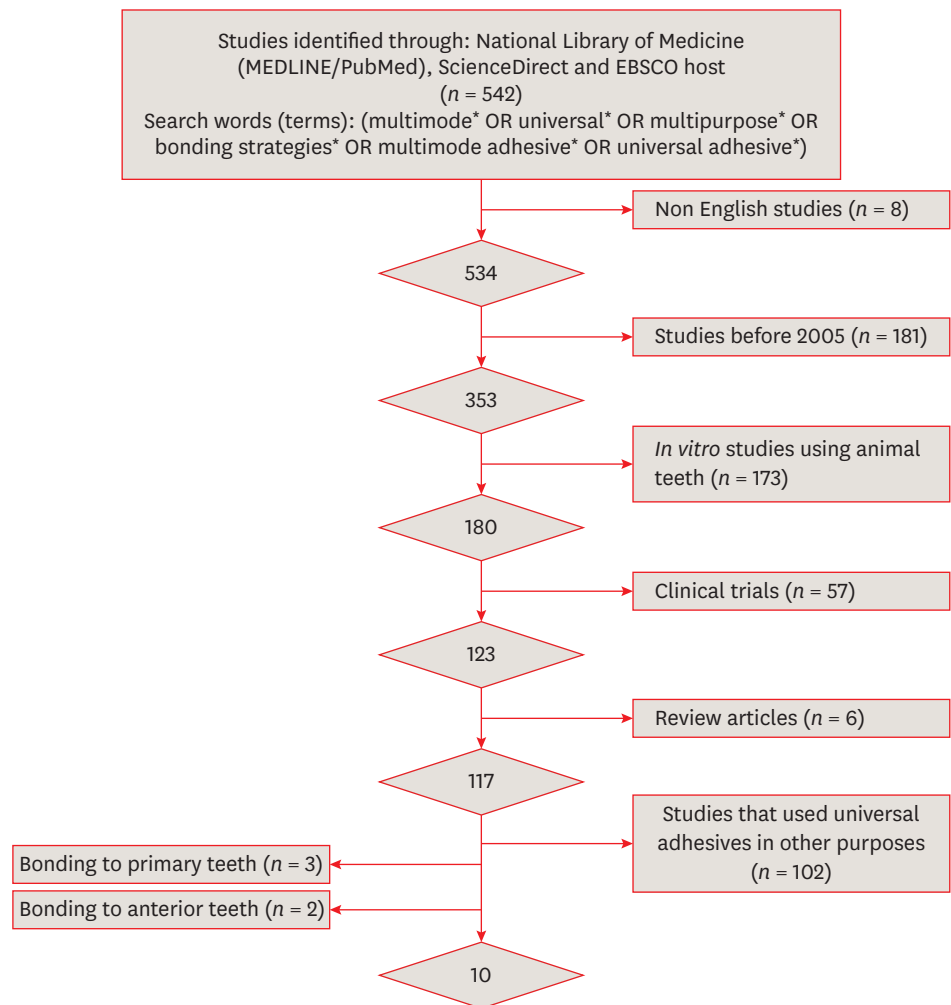 Studies identified through: National Library of Medicine
(MEDLINE/PubMed), ScienceDirect and EBSCO host
(n = 542)
Search words (terms): (multimode* OR universal* OR multipurpose* OR
bonding strategies* OR multimode adhesive* OR universal adhesive*)
Non English studies (n = 8)
534
Studies before 2005 (n = 181)
353
In vitro studies using animal
teeth (n = 173)
180
Clinical trials (n = 57)
123
Review articles (n = 6)
117
Studies that used universal
adhesives in other purposes
(n = 102)
Bonding to primary teeth (n = 3)
Bonding to anterior teeth (n = 2)
10